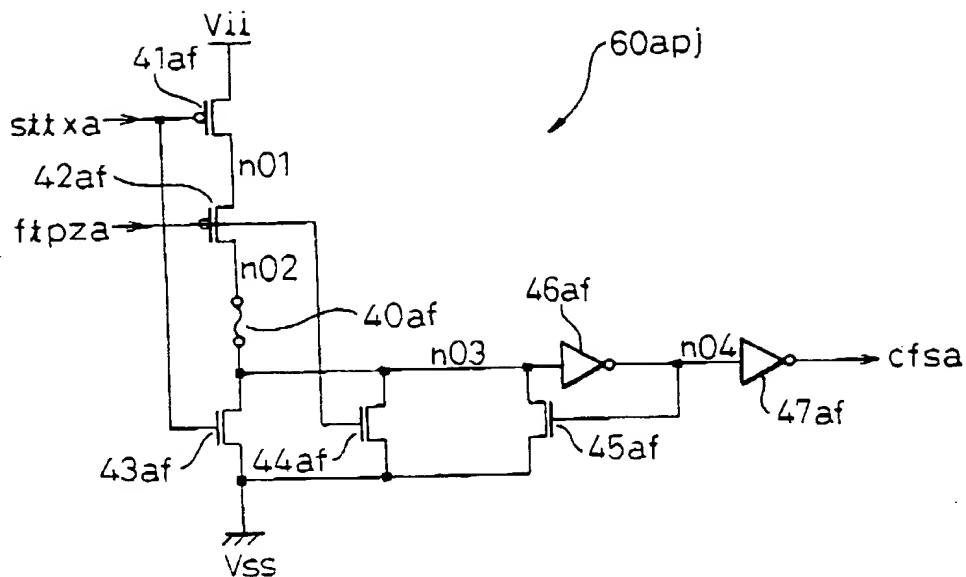 Vii
41af
60apj
sttxa
n01
42af
ftpza
n02
46af
40af
n03
n04
cfsa
47af
43af
44af
45af
Vss